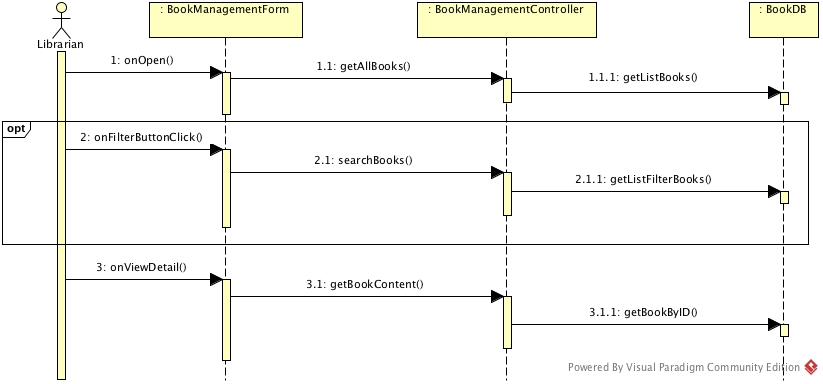 : BookManagementForm
: BookManagementController
: BookDB
Librarian
1: onOpen()
1.1: getAllBooks()
1.1.1: getListBooks()
opt
2: onFilterButtonClick()
2.1: searchBooks()
2.1.1: getListFilterBooks()
3: onViewDetail()
3.1: getBookContent()
3.1.1: getBookByID()
Powered By Visual Paradigm Community Edition